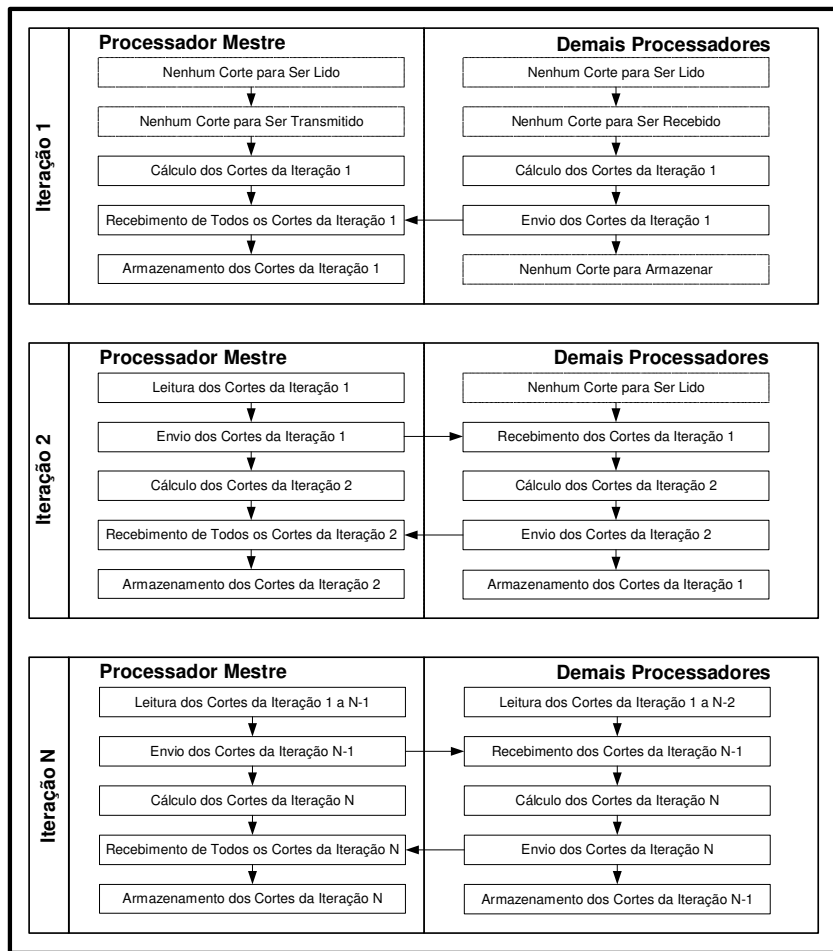 Iteração 1
Processador Mestre
Nenhum Corte para Ser Lido
Nenhum Corte para Ser Transmitido
Cálculo dos Cortes da Iteração 1
Recebimento de Todos os Cortes da Iteração 1
Armazenamento dos Cortes da Iteração 1
Demais Processadores
Nenhum Corte para Ser Lido
Nenhum Corte para Ser Recebido
Cálculo dos Cortes da Iteração 1
Envio dos Cortes da Iteração 1
Nenhum Corte para Armazenar
Iteração 2
Processador Mestre
Leitura dos Cortes da Iteração 1
Envio dos Cortes da Iteração 1
Cálculo dos Cortes da Iteração 2
Recebimento de Todos os Cortes da Iteração 2
Armazenamento dos Cortes da Iteração 2
Demais Processadores
Nenhum Corte para Ser Lido
Recebimento dos Cortes da Iteração 1
Cálculo dos Cortes da Iteração 2
Envio dos Cortes da Iteração 2
Armazenamento dos Cortes da Iteração 1
Iteração N
Processador Mestre
Leitura dos Cortes da Iteração 1 a N-1
Envio dos Cortes da Iteração N-1
Cálculo dos Cortes da Iteração N
Recebimento de Todos os Cortes da Iteração N
Armazenamento dos Cortes da Iteração N
Demais Processadores
Leitura dos Cortes da Iteração 1 a N-2
Recebimento dos Cortes da Iteração N-1
Cálculo dos Cortes da Iteração N
Envio dos Cortes da Iteração N
Armazenamento dos Cortes da Iteração N-1